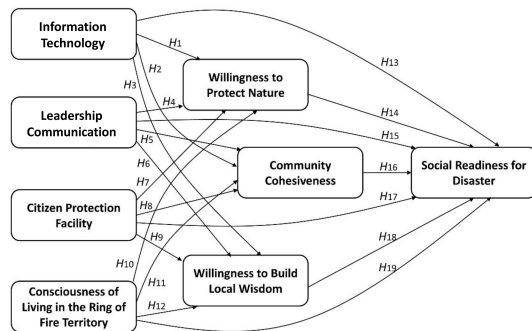 Information
Technology
Leadership
Communication
Citizen Protection
Facility
Consciousness of
Living in the Ring of
Fire Territory
H1
H2
H3
H4
H5
H6
H7
H8
H9
H10
H11
H12
Willingness to
Protect Nature
Community
Cohesiveness
Willingness to Build
Local Wisdom
H13
H14
H15
H16
H17
H18
H19
Social Readiness for
Disaster